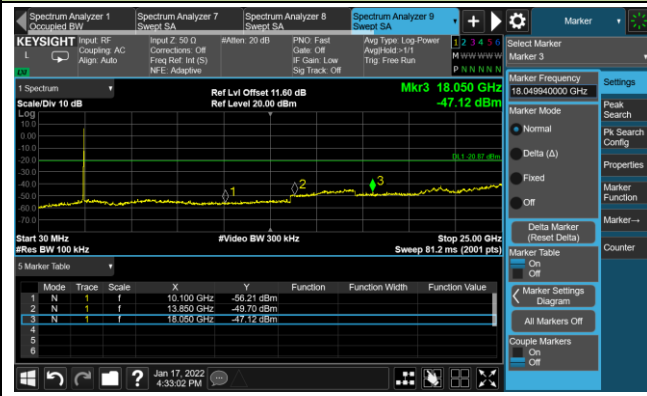 Spectrum Analyzer 1
Occupied BW
Spectrum Analyzer 7
Swept SA
Spectrum Analyzer 8
Swept SA
Spectrum Analyzer 9
Swept SA
Marker
KEYSIGHT
L
Input: RF
Coupling: AC
Align: Auto
Input Z: 50 Ω
Corrections: Off
Freq Ref: Int (S)
NFE: Adaptive
#Atten: 20 dB
PNO: Fast
Gate: Off
IF Gain: Low
Sig Track: Off
Avg Type: Log-Power
Avg|Hold:>1/1
Trig: Free Run
1 2 3 4 5 6
M W W W W W
P N N N N N
Select Marker
Marker 3
1 Spectrum
Scale/Div 10 dB
Ref Lvl Offset 11.60 dB
Ref Level 20.00 dBm
Mkr3 18.050 GHz
-47.12 dBm
Log
10.0
0.00
-10.0
-20.0
-30.0
-40.0
-50.0
-60.0
-70.0
DL1 -20.87 dBm
1
2
3
Start 30 MHz
#Res BW 100 kHz
#Video BW 300 kHz
Stop 25.00 GHz
Sweep 81.2 ms (2001 pts)
5 Marker Table
Mode Trace Scale X Y Function Function Width Function Value
1 N 1 f 10.100 GHz -56.21 dBm
2 N 1 f 13.850 GHz -49.70 dBm
3 N 1 f 18.050 GHz -47.12 dBm
4
5
6
Jan 17, 2022
4:33:02 PM
Marker Frequency
18.049940000 GHz
Marker Mode
Normal
Delta (Δ)
Fixed
Off
Delta Marker
(Reset Delta)
Marker Table
On
Off
Marker Settings
Diagram
All Markers Off
Couple Markers
On
Off
Settings
Peak
Search
Pk Search
Config
Properties
Marker
Function
Marker→
Counter